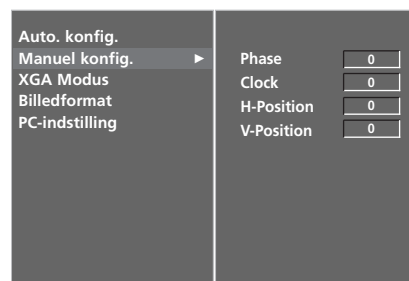 Auto. konfig.
Manuel konfig. ►
XGA Modus
Billedformat
PC-indstilling
Phase 0
Clock 0
H-Position 0
V-Position 0